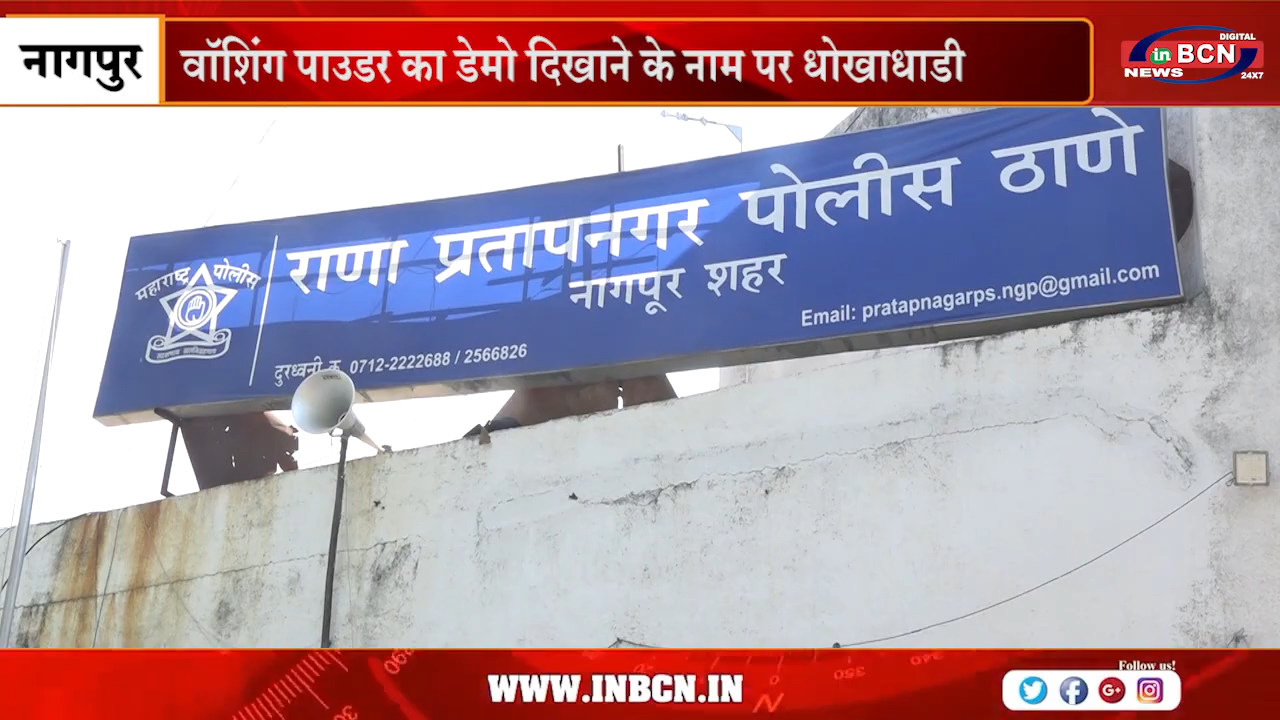 नागपुर
वॉशिंग पाउडर का डेमो दिखाने के नाम पर धोखाधाडी
DIGITAL
in BCN
NEWS
24X7
राणा प्रतापनगर पोलीस ठाणे
नागपूर शहर
महाराष्ट्र पोलीस
Email: pratapnagarps.ngp@gmail.com
दुरध्वनी क्र. 0712-2222688 / 2566826
WWW.INBCN.IN
Follow us!